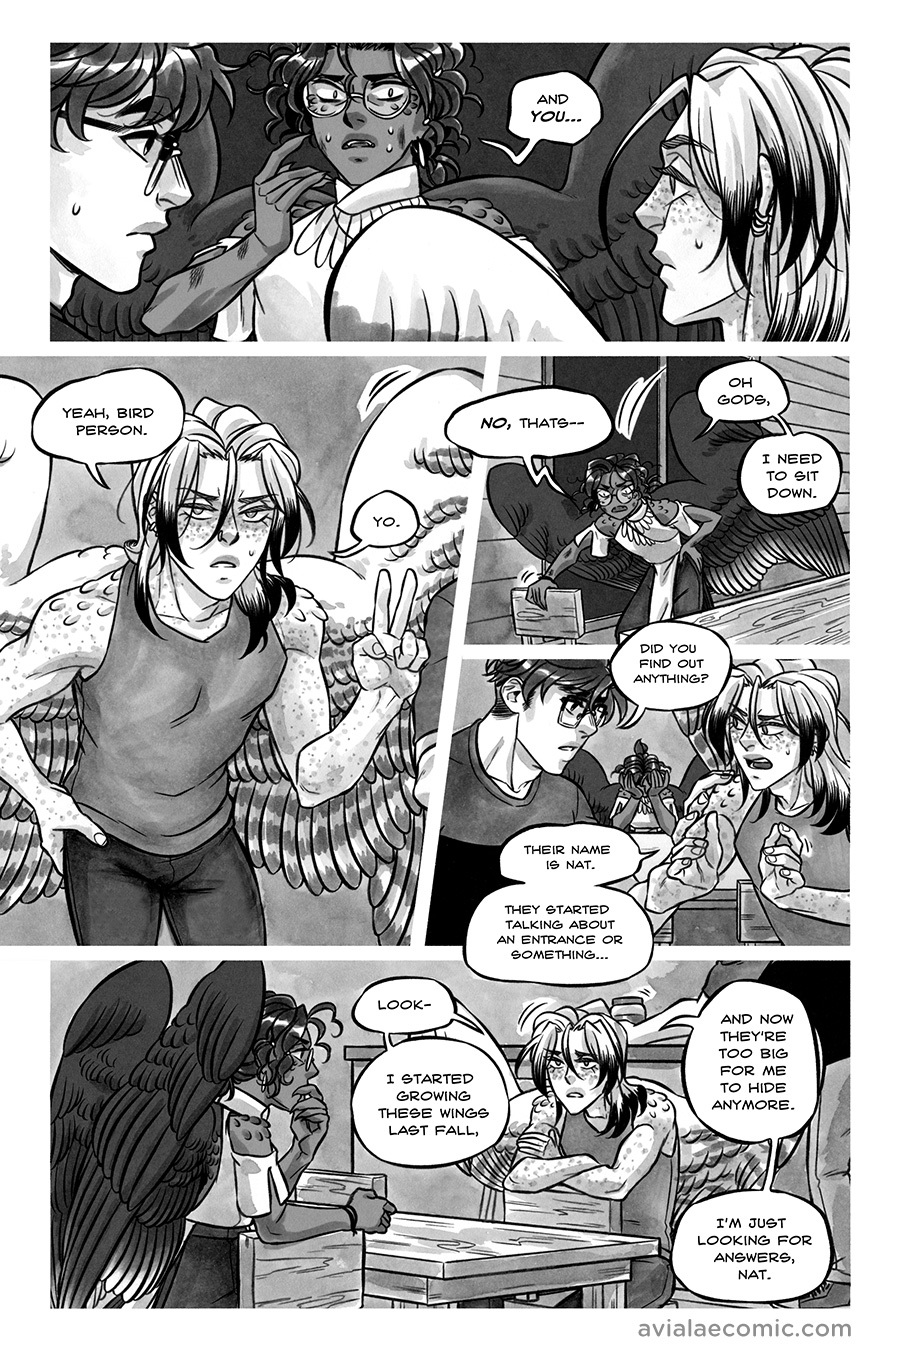 AND
YOU...
YEAH, BIRD
PERSON.
YO.
NO, THATS--
OH
GODS,
I NEED
TO SIT
DOWN.
DID YOU
FIND OUT
ANYTHING?
THEIR NAME
IS NAT.
THEY STARTED
TALKING ABOUT
AN ENTRANCE OR
SOMETHING...
LOOK-
I STARTED
GROWING
THESE WINGS
LAST FALL,
AND NOW
THEY'RE
TOO BIG
FOR ME
TO HIDE
ANYMORE.
I'M JUST
LOOKING FOR
ANSWERS,
NAT.
avialaecomic.com